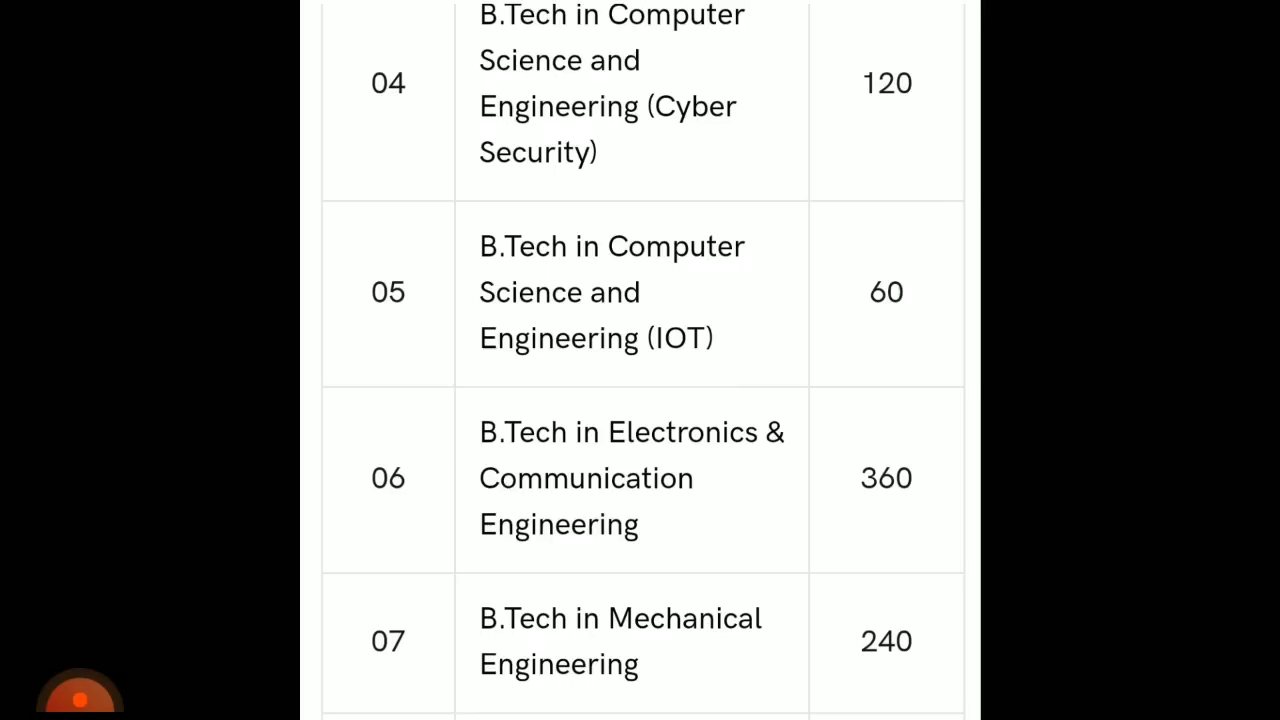 B.Tech in Computer
Science and
04
120
Engineering (Cyber
Security)
B.Tech in Computer
05
Science and
60
Engineering (IOT)
B.Tech in Electronics &
06
Communication
360
Engineering
B.Tech in Mechanical
07
240
Engineering